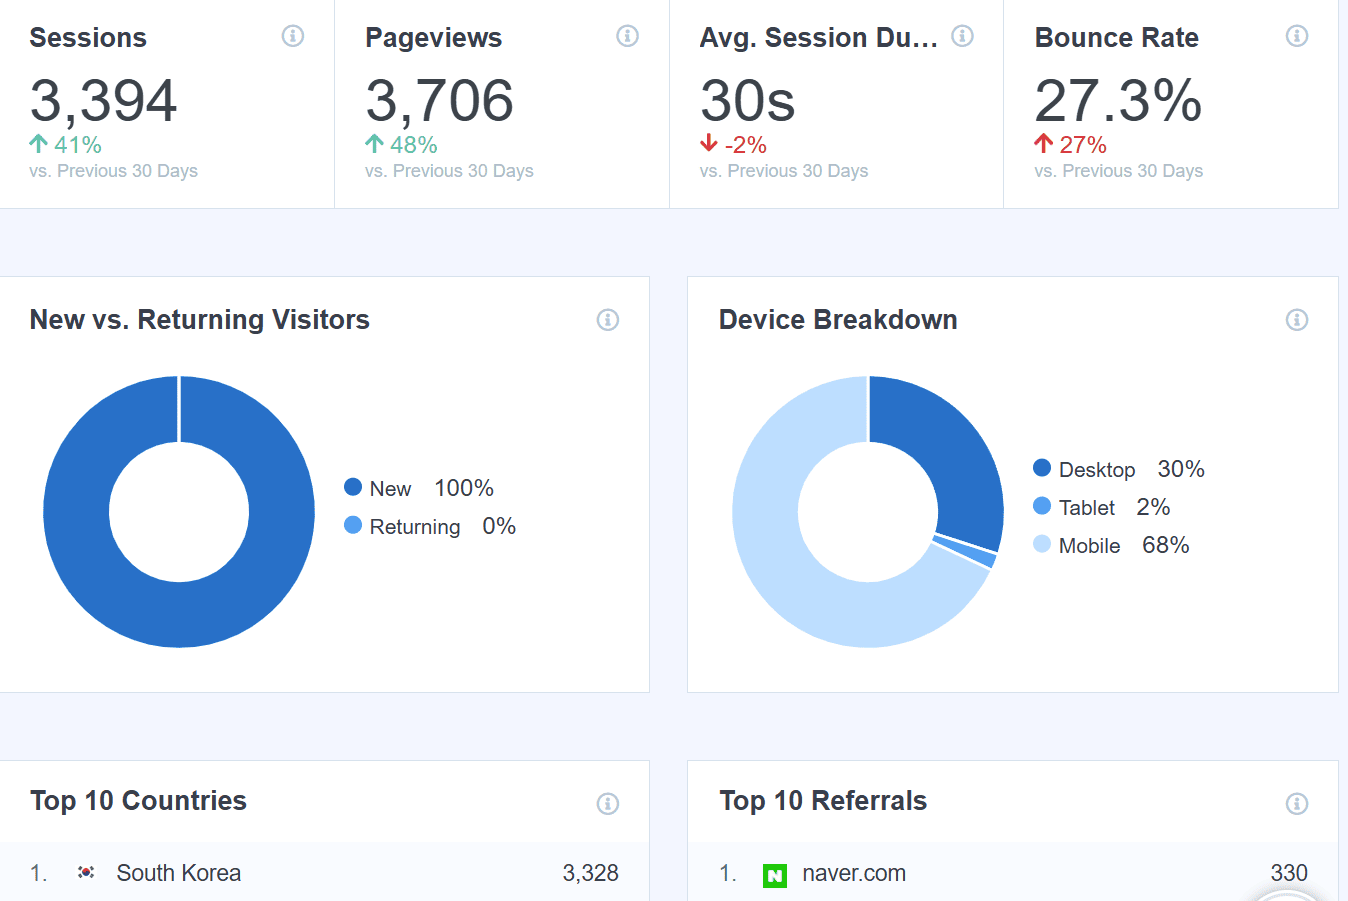 Sessions
3,394
41%
vs. Previous 30 Days
Pageviews
3,706
48%
vs. Previous 30 Days
Avg. Session Du...
30s
-2%
vs. Previous 30 Days
Bounce Rate
27.3%
27%
vs. Previous 30 Days
New vs. Returning Visitors
New 100%
Returning 0%
Device Breakdown
Desktop 30%
Tablet 2%
Mobile 68%
Top 10 Countries
1. South Korea 3,328
Top 10 Referrals
1. N naver.com 330